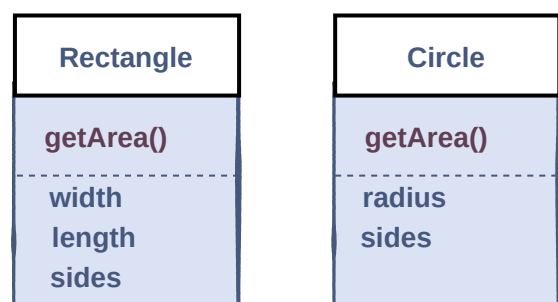 Rectangle
getArea()
width
length
sides
Circle
getArea()
radius
sides